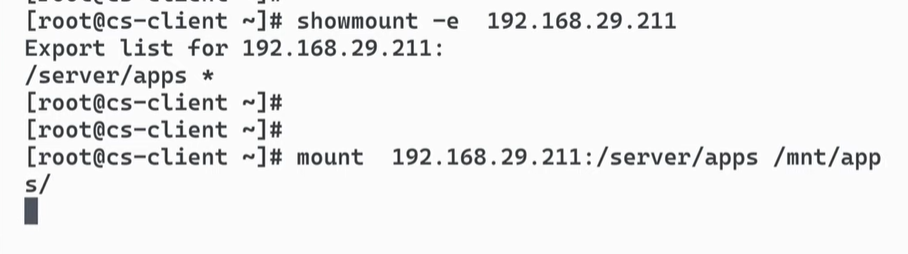 [root@cs-client ~]# showmount -e  192.168.29.211
Export list for 192.168.29.211:
/server/apps *
[root@cs-client ~]#
[root@cs-client ~]#
[root@cs-client ~]# mount  192.168.29.211:/server/apps /mnt/app
s/